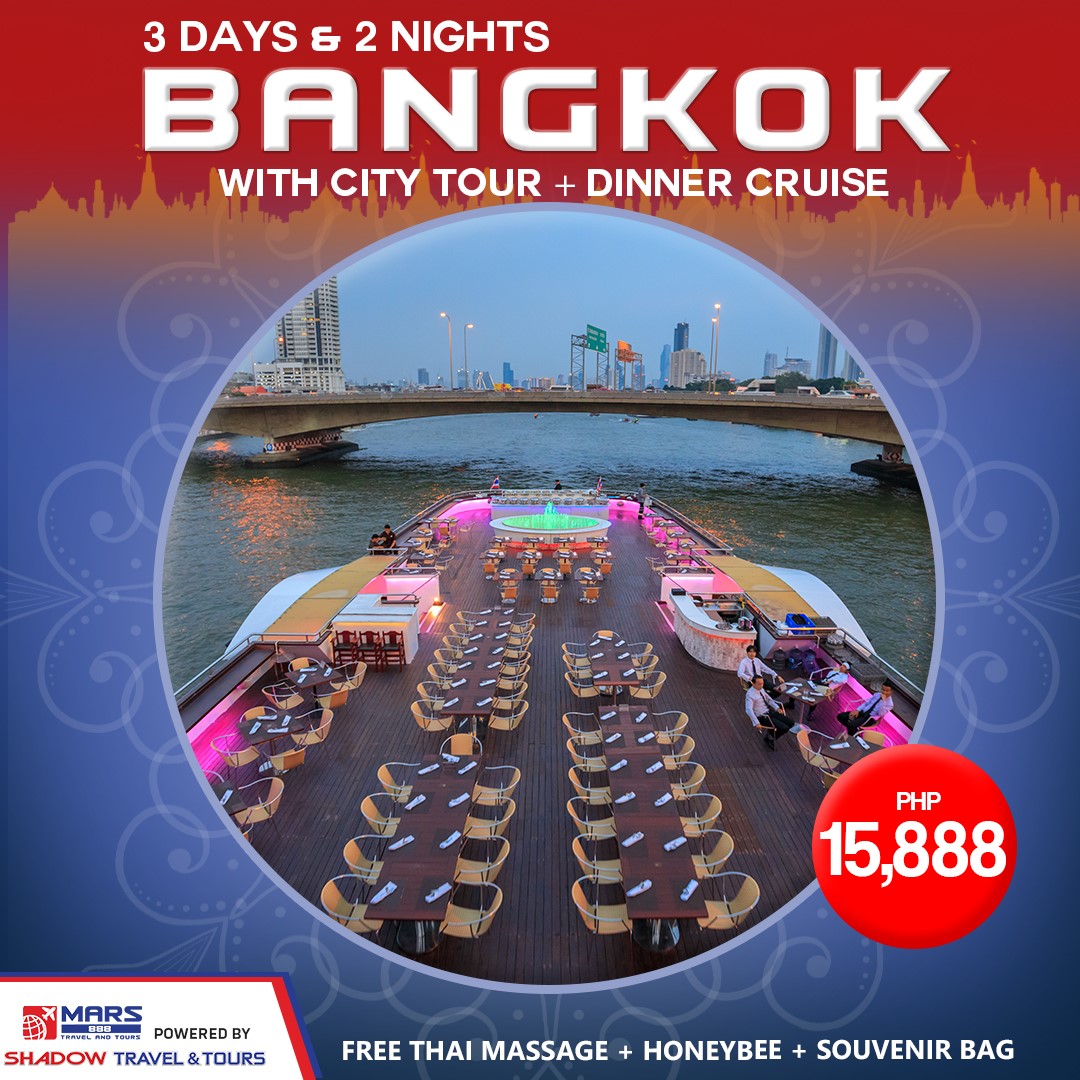 3 DAYS & 2 NIGHTS
BANGKOK
WITH CITY TOUR + DINNER CRUISE
PHP
15,888
MARS
888
TRAVEL AND TOURS
POWERED BY
SHADOW TRAVEL & TOURS
FREE THAI MASSAGE + HONEYBEE + SOUVENIR BAG